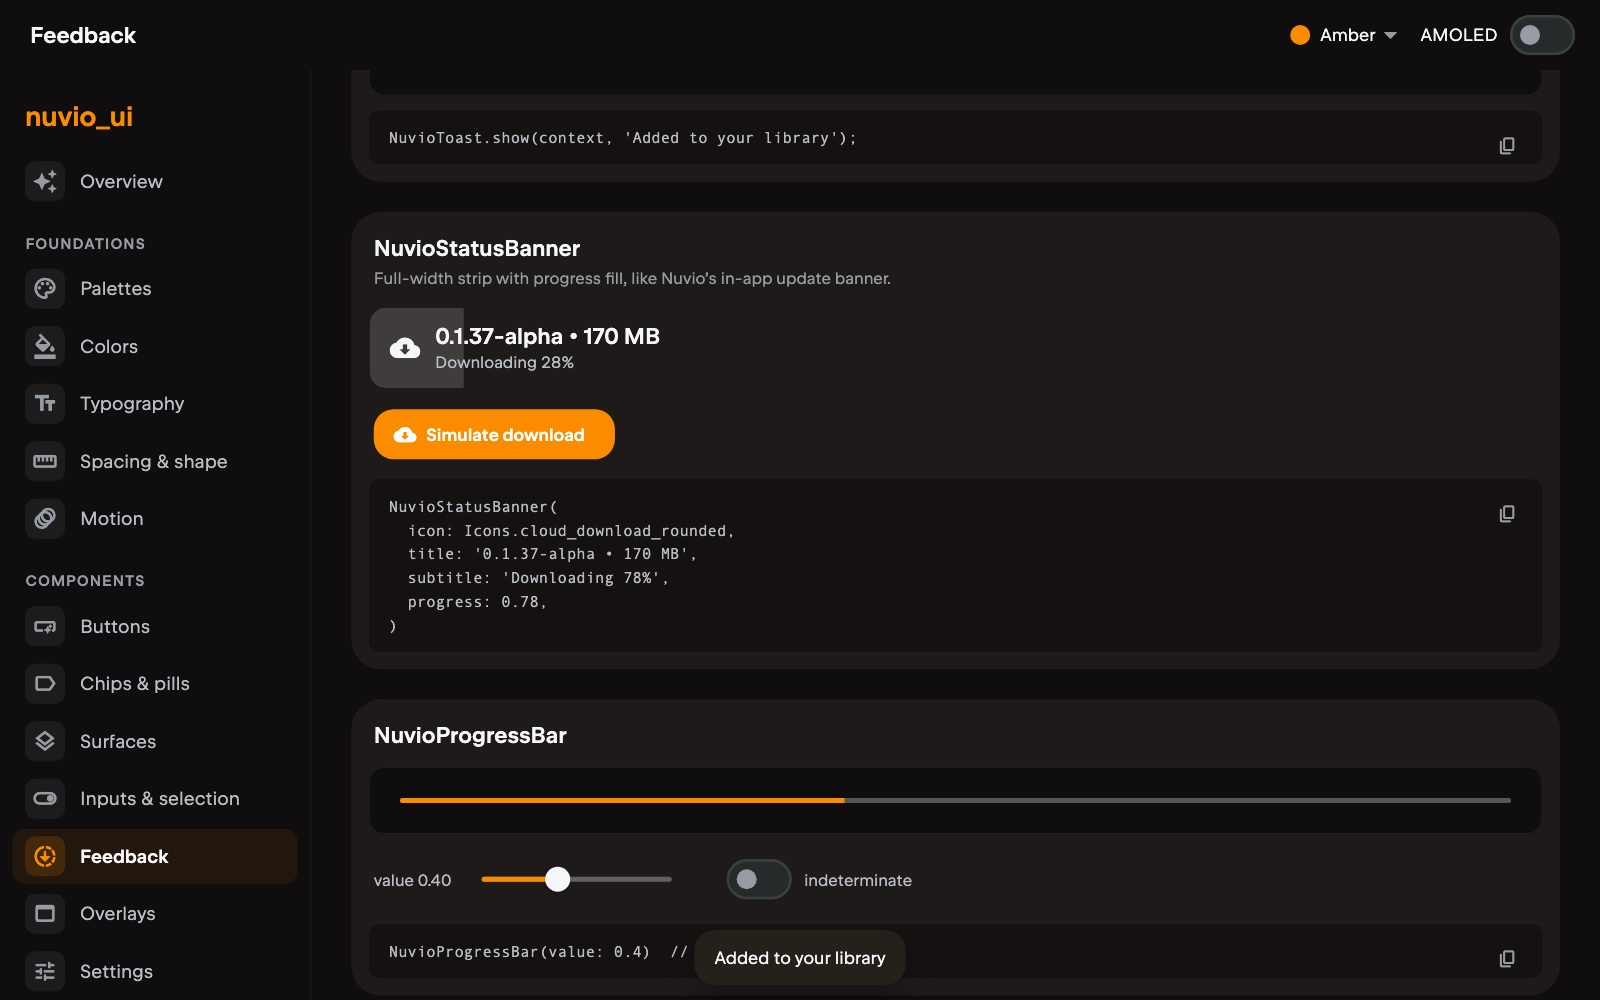 Feedback
Amber
AMOLED
nuvio_ui
Overview
FOUNDATIONS
Palettes
Colors
Typography
Spacing & shape
Motion
COMPONENTS
Buttons
Chips & pills
Surfaces
Inputs & selection
Feedback
Overlays
Settings
NuvioToast.show(context, 'Added to your library');
NuvioStatusBanner
Full-width strip with progress fill, like Nuvio’s in-app update banner.
0.1.37-alpha • 170 MB
Downloading 28%
Simulate download
NuvioStatusBanner(
  icon: Icons.cloud_download_rounded,
  title: '0.1.37-alpha • 170 MB',
  subtitle: 'Downloading 78%',
  progress: 0.78,
)
NuvioProgressBar
value 0.40
indeterminate
NuvioProgressBar(value: 0.4)  //
Added to your library